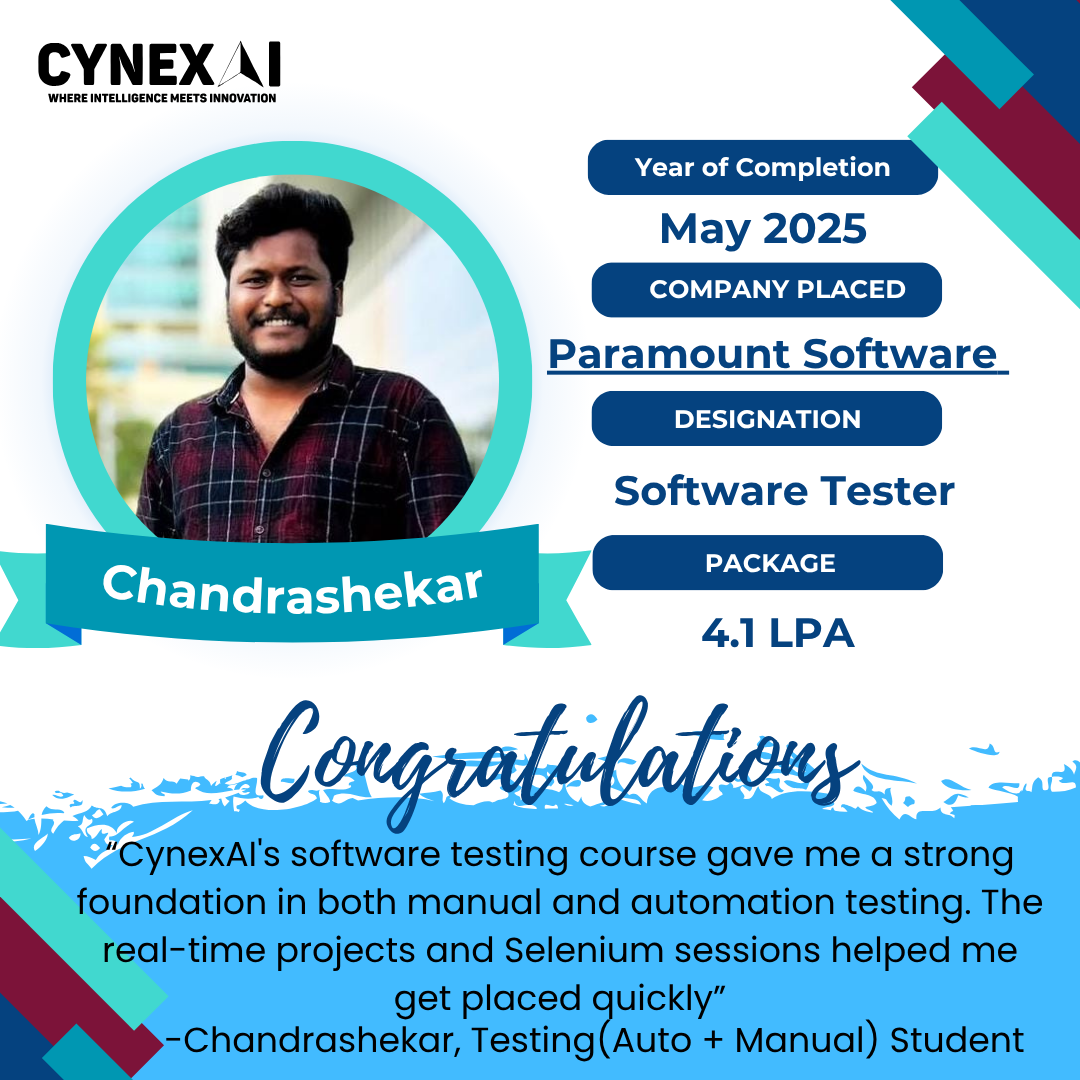 CYNEXAI
WHERE INTELLIGENCE MEETS INNOVATION
Year of Completion
May 2025
COMPANY PLACED
Paramount Software
DESIGNATION
Software Tester
PACKAGE
4.1 LPA
Chandrashekar
Congratulations
“CynexAI's software testing course gave me a strong
foundation in both manual and automation testing. The
real-time projects and Selenium sessions helped me
get placed quickly”
-Chandrashekar, Testing(Auto + Manual) Student